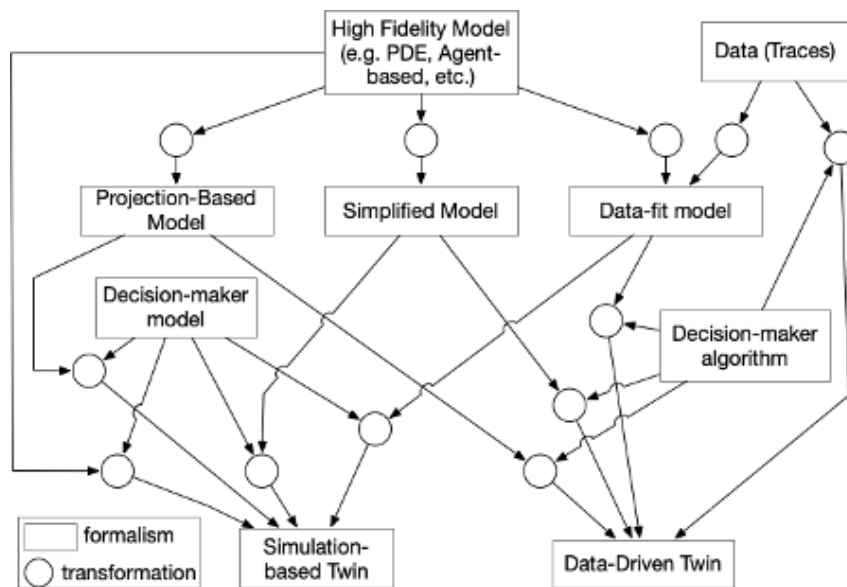 High Fidelity Model
(e.g. PDE, Agent-
based, etc.)
Data (Traces)
Projection-Based
Model
Simplified Model
Data-fit model
Decision-maker
model
Decision-maker
algorithm
formalism
transformation
Simulation-
based Twin
Data-Driven Twin